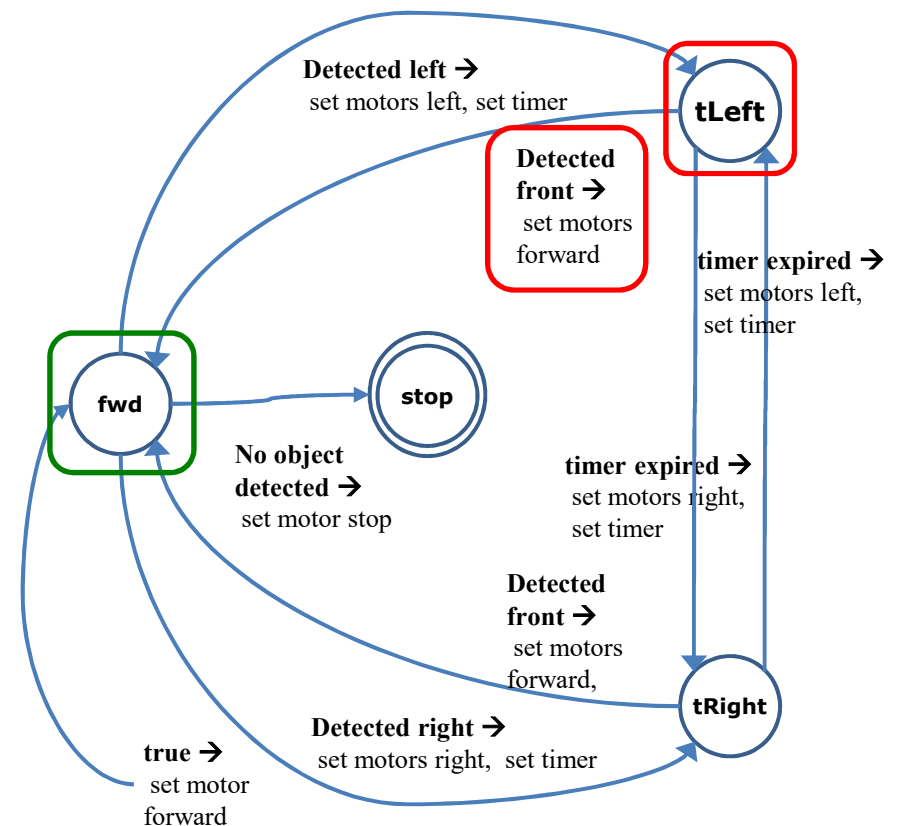 Detected left →
set motors left, set timer
tLeft
Detected
front →
set motors
forward
timer expired →
set motors left,
set timer
fwd
stop
No object
detected →
set motor stop
timer expired →
set motors right,
set timer
Detected
front →
set motors
forward,
tRight
Detected right →
set motors right, set timer
true →
set motor
forward